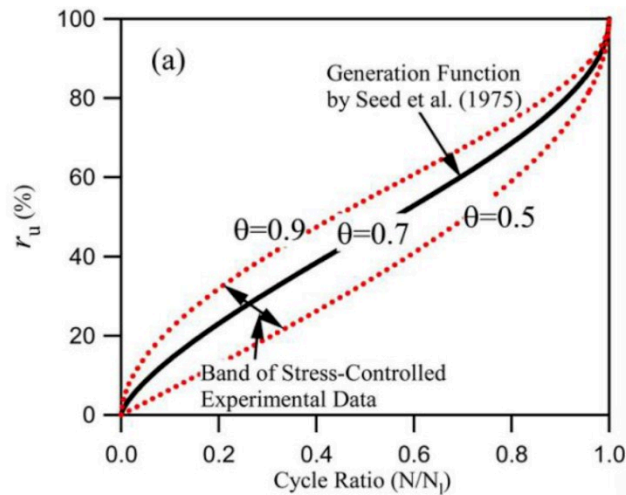 100
(a)
Generation Function
by Seed et al. (1975)
80
60
r_u (%)
θ=0.9
θ=0.7
θ=0.5
40
20
Band of Stress-Controlled
Experimental Data
0
0.0 0.2 0.4 0.6 0.8 1.0
Cycle Ratio (N/N_l)